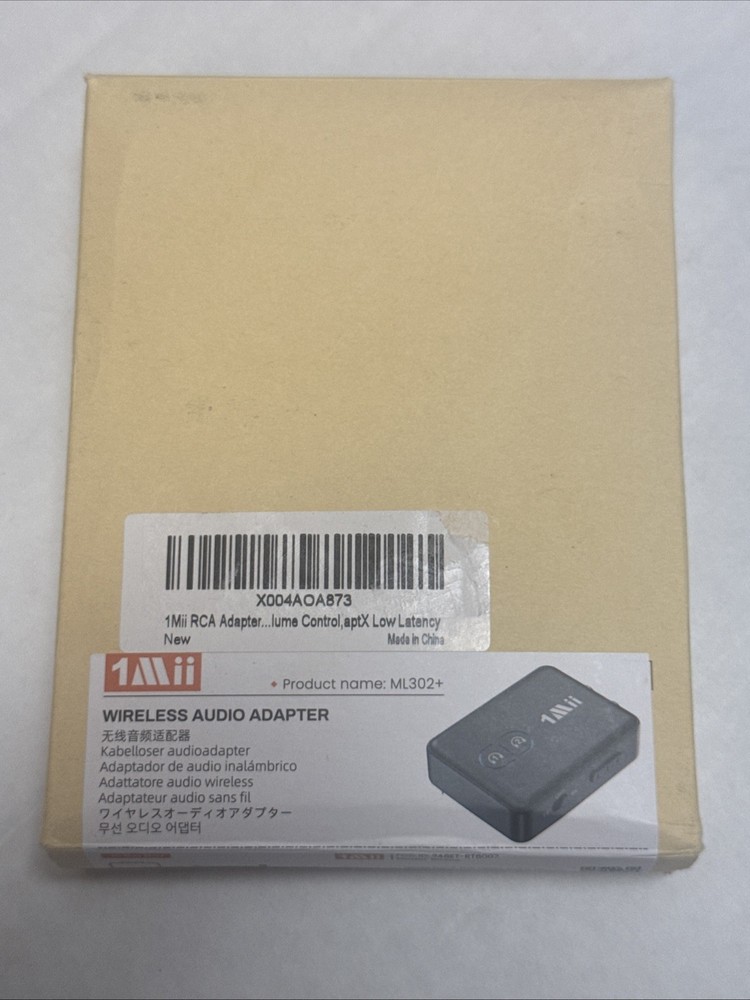 X004AOA873
1Mii RCA Adapter...lume Control,aptX Low Latency
New
Made in China
1Mii
Product name: ML302+
WIRELESS AUDIO ADAPTER
无线音频适配器
Kabelloser audioadapter
Adaptador de audio inalámbrico
Adattatore audio wireless
Adaptateur audio sans fil
ワイヤレスオーディオアダプター
무선 오디오 어댑터
1Mii
1Mii